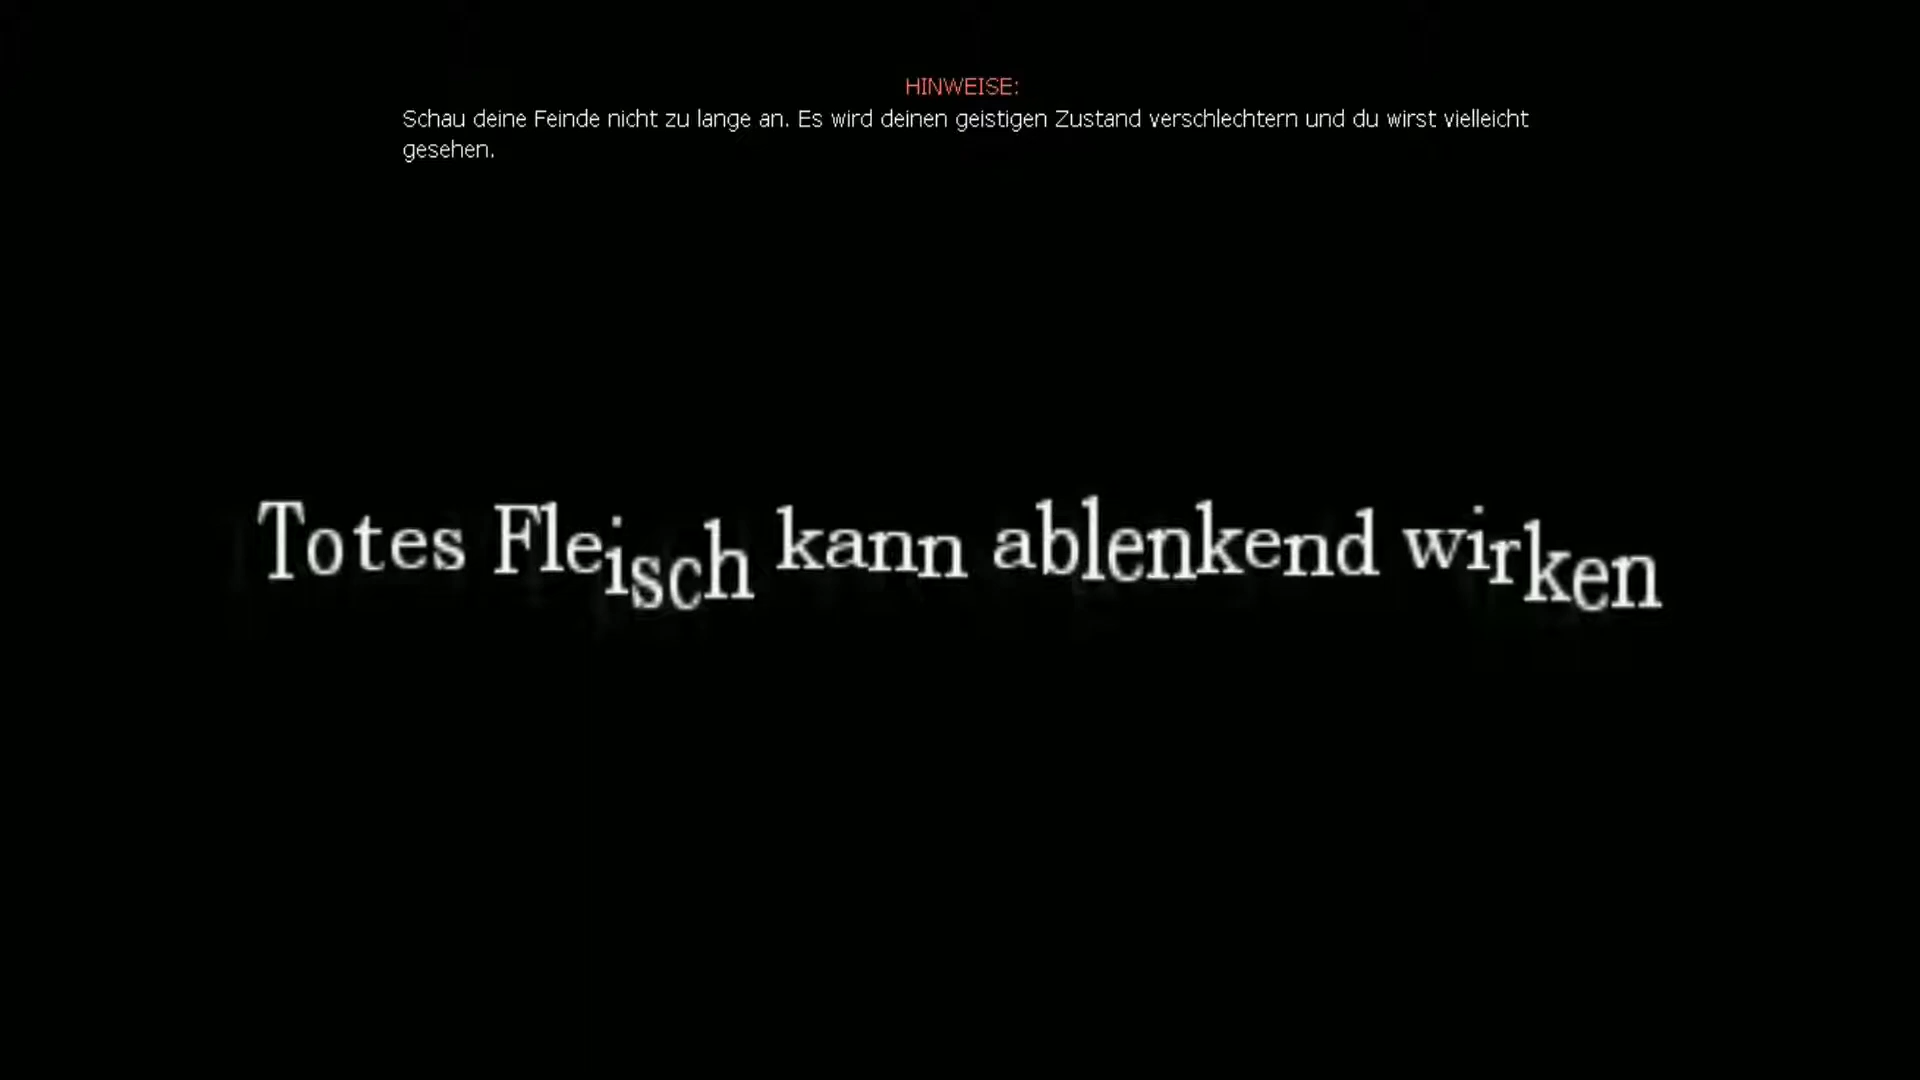 HINWEISE:
Schau deine Feinde nicht zu lange an. Es wird deinen geistigen Zustand verschlechtern und du wirst vielleicht
gesehen.
Totes Fleisch kann ablenkend wirken